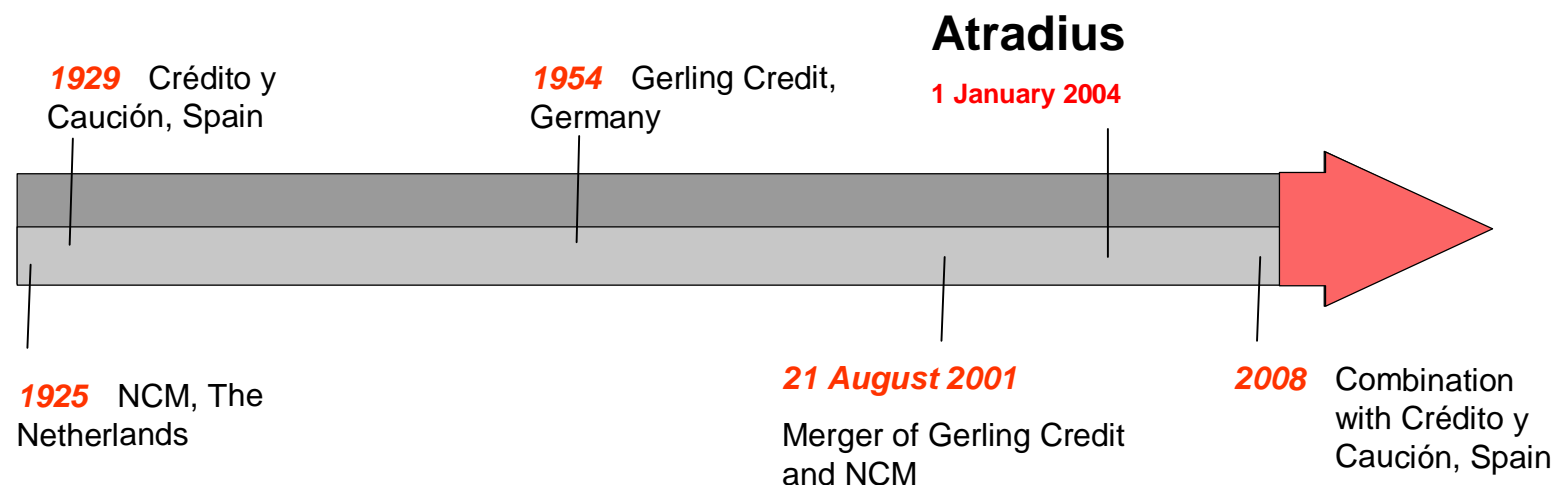 Atradius
1 January 2004
1929 Crédito y
Caución, Spain
1954 Gerling Credit,
Germany
1925 NCM, The
Netherlands
21 August 2001
Merger of Gerling Credit
and NCM
2008 Combination
with Crédito y
Caución, Spain